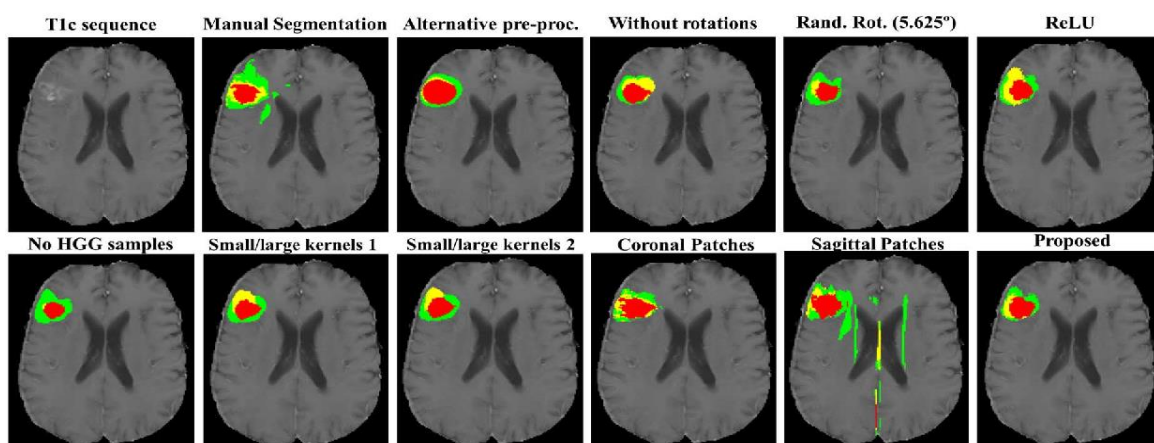 T1c sequence
Manual Segmentation
Alternative pre-proc.
Without rotations
Rand. Rot. (5.625º)
ReLU
No HGG samples
Small/large kernels 1
Small/large kernels 2
Coronal Patches
Sagittal Patches
Proposed